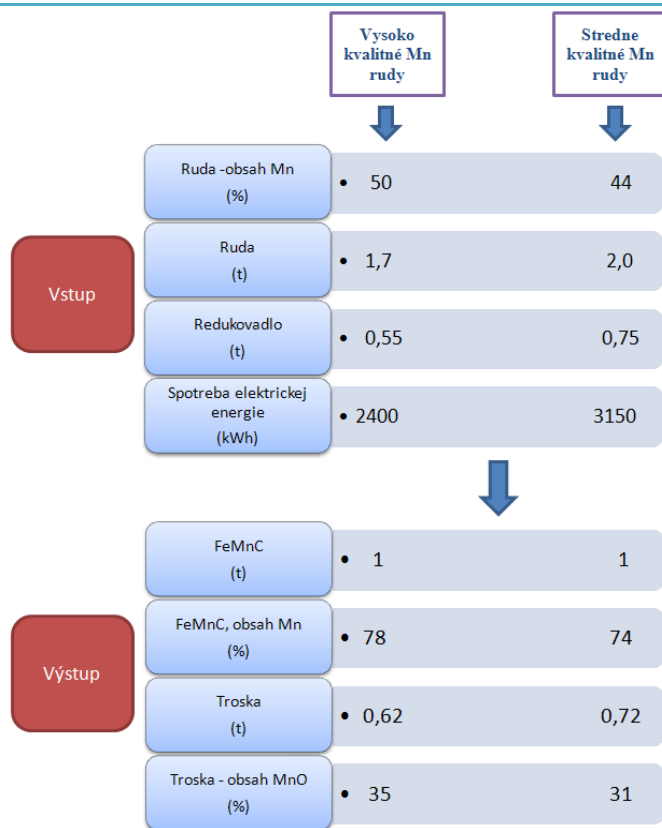 Vysoko
kvalitné Mn
rudy
Stredne
kvalitné Mn
rudy
Ruda -obsah Mn
(%)
• 50
44
Vstup
Ruda
(t)
• 1,7
2,0
Redukovadlo
(t)
• 0,55
0,75
Spotreba elektrickej
energie
(kWh)
• 2400
3150
FeMnC
(t)
• 1
1
Výstup
FeMnC, obsah Mn
(%)
• 78
74
Troska
(t)
• 0,62
0,72
Troska - obsah MnO
(%)
• 35
31